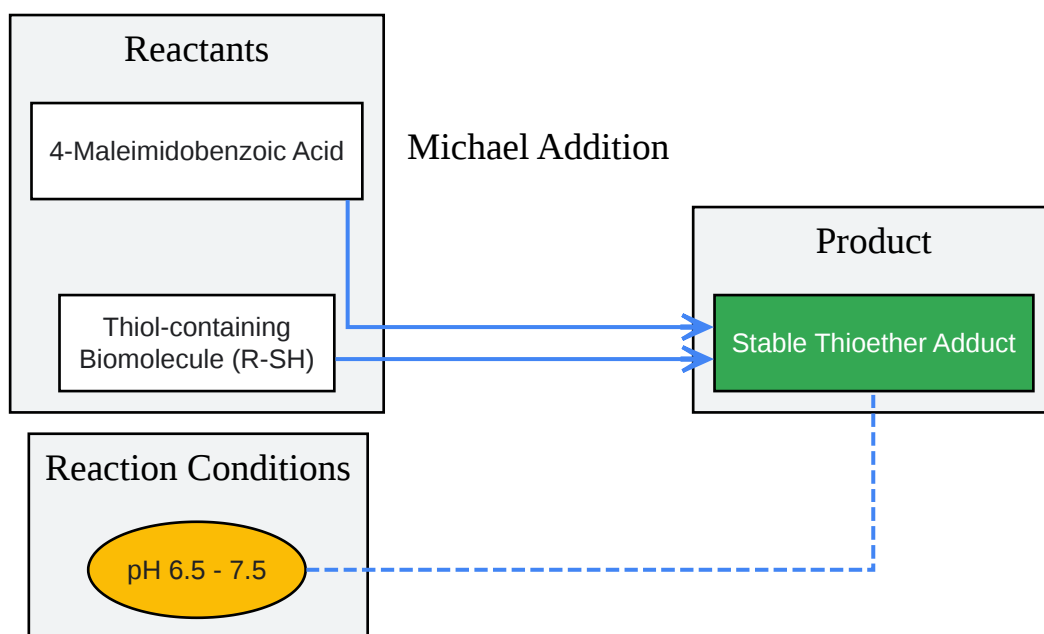 Reactants
4-Maleimidobenzoic Acid
Michael Addition
Thiol-containing
Biomolecule (R-SH)
Product
Stable Thioether Adduct
Reaction Conditions
pH 6.5 - 7.5